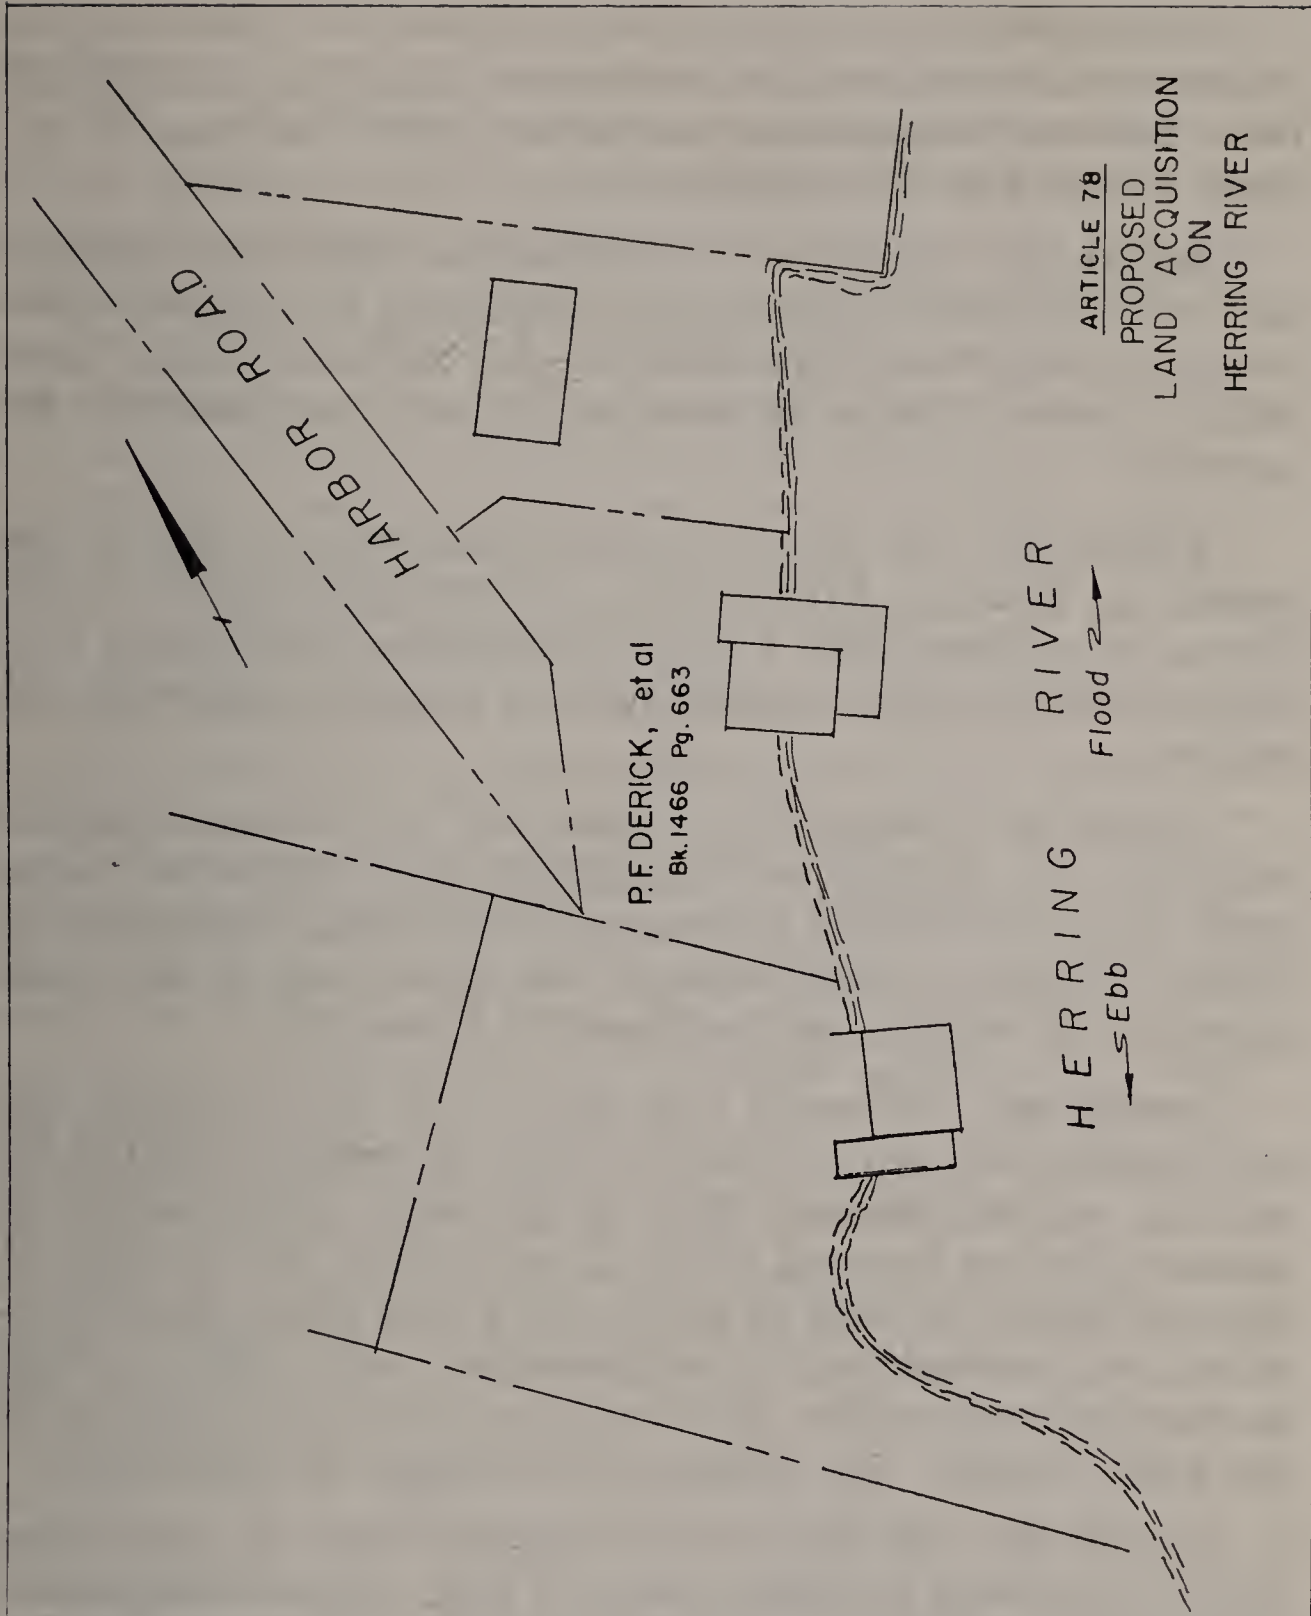 HARBOR ROAD
P.F. DERICK, et al
Bk. 1466 Pg. 663
HERRING RIVER
Ebb
Flood
ARTICLE 78
PROPOSED
LAND ACQUISITION
ON
HERRING RIVER